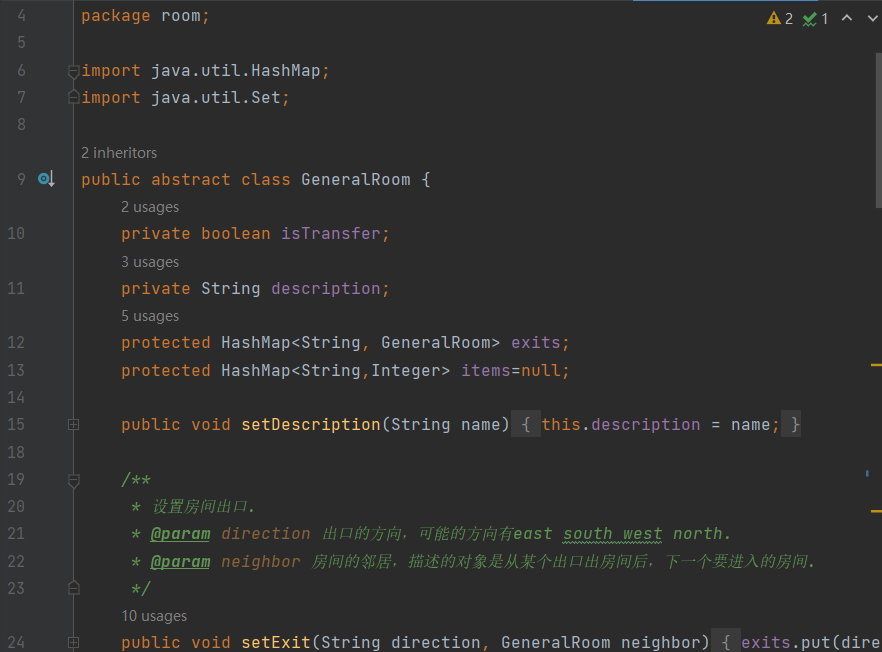 4 package room;
2 1
5
6 import java.util.HashMap;
7 import java.util.Set;
8
2 inheritors
9 public abstract class GeneralRoom {
2 usages
10 private boolean isTransfer;
3 usages
11 private String description;
5 usages
12 protected HashMap<String, GeneralRoom> exits;
13 protected HashMap<String,Integer> items=null;
14
15 public void setDescription(String name) { this.description = name; }
18
19 /**
20 * 设置房间出口.
21 * @param direction 出口的方向，可能的方向有east south west north.
22 * @param neighbor 房间的邻居，描述的对象是从某个出口出房间后，下一个要进入的房间.
23 */
10 usages
24 public void setExit(String direction, GeneralRoom neighbor) { exits.put(dire